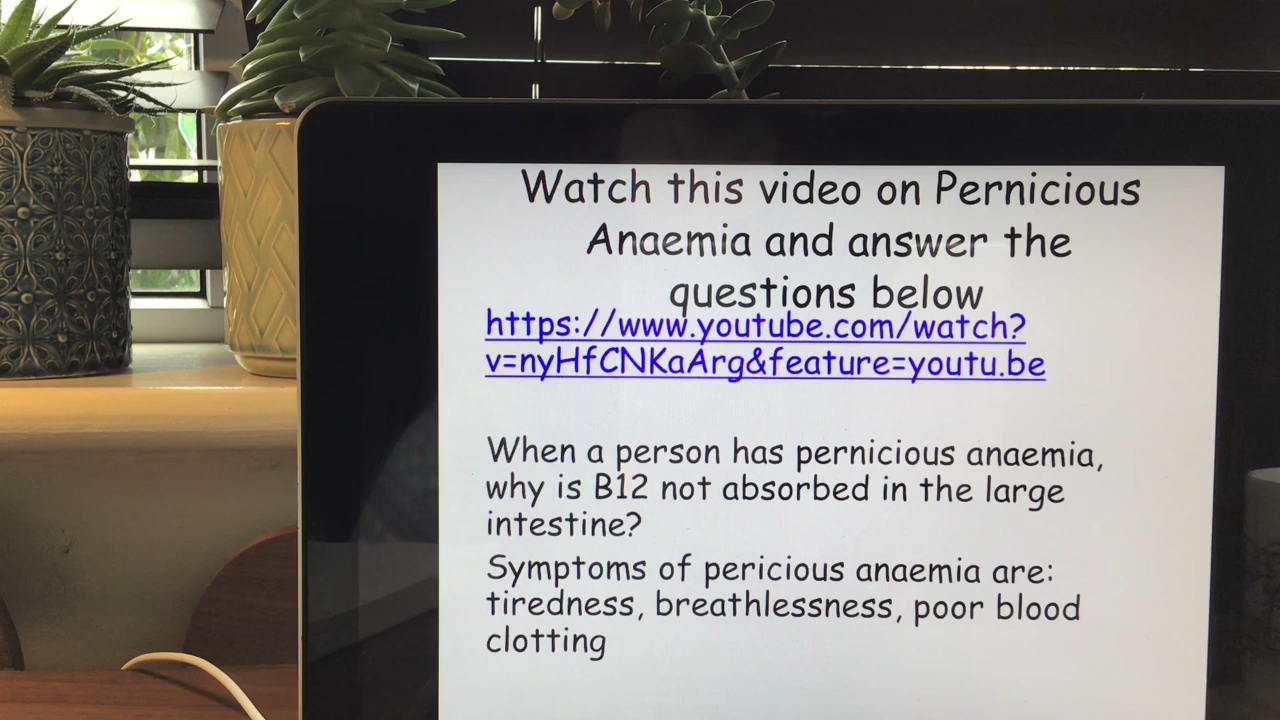 Watch this video on Pernicious
Anaemia and answer the
questions below
https://www.youtube.com/watch?
v=nyHfCNKaArg&feature=youtu.be
When a person has pernicious anaemia,
why is B12 not absorbed in the large
intestine?
Symptoms of pericious anaemia are:
tiredness, breathlessness, poor blood
clotting